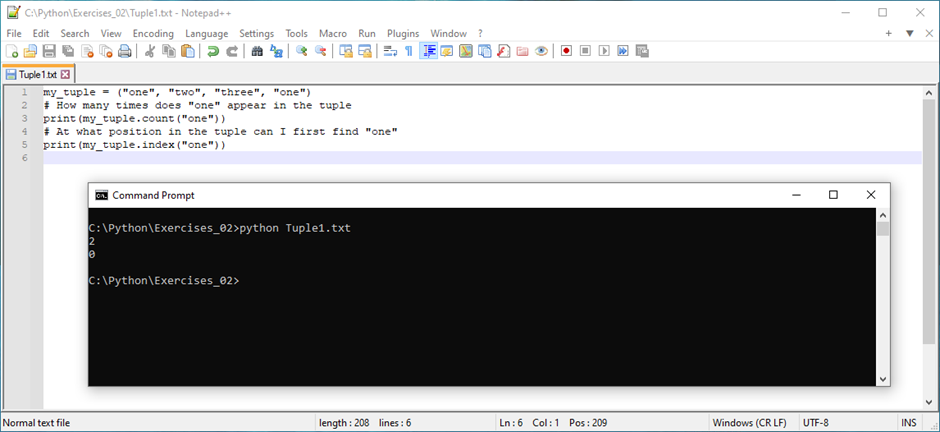 C:\Python\Exercises_02\Tuple1.txt - Notepad++
File Edit Search View Encoding Language Settings Tools Macro Run Plugins Window ?
Tuple1.txt
1 my_tuple = ("one", "two", "three", "one")
2 # How many times does "one" appear in the tuple
3 print(my_tuple.count("one"))
4 # At what position in the tuple can I first find "one"
5 print(my_tuple.index("one"))
6
Command Prompt
C:\Python\Exercises_02>python Tuple1.txt
2
0
C:\Python\Exercises_02>
Normal text file length : 208 lines : 6 Ln : 6 Col : 1 Pos : 209 Windows (CR LF) UTF-8 INS